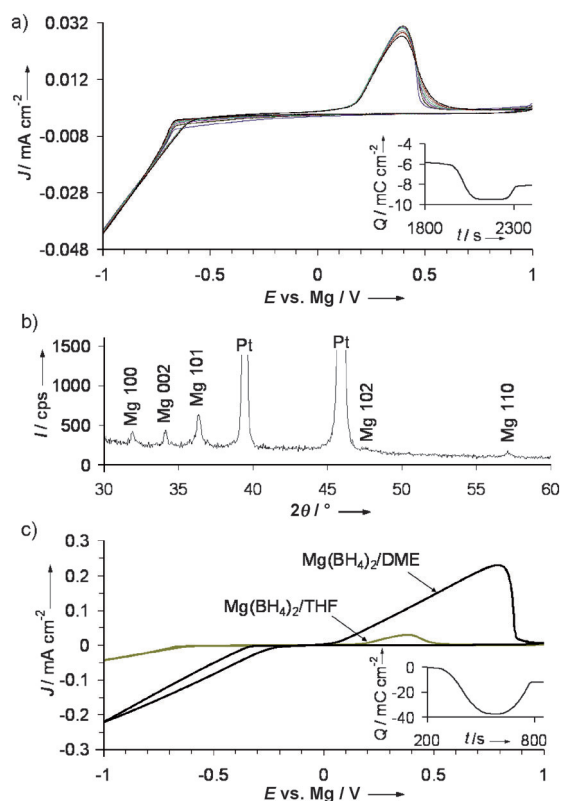 a)
0.032
0.012
-0.008
-0.028
-0.048
J / mA cm⁻²
-1 -0.5 0 0.5 1
E vs. Mg / V
-4
-6
-8
-10
Q / mC cm⁻²
1800 2300
t / s
b)
1500
1000
500
0
I / cps
Mg 100
Mg 002
Mg 101
Pt
Pt
Mg 102
Mg 110
30 35 40 45 50 55 60
2θ / °
c)
0.3
0.2
0.1
0
-0.1
-0.2
-0.3
J / mA cm⁻²
Mg(BH₄)₂/DME
Mg(BH₄)₂/THF
0
-20
-40
Q / mC cm⁻²
200 800
t / s
-1 -0.5 0 0.5 1
E vs. Mg / V